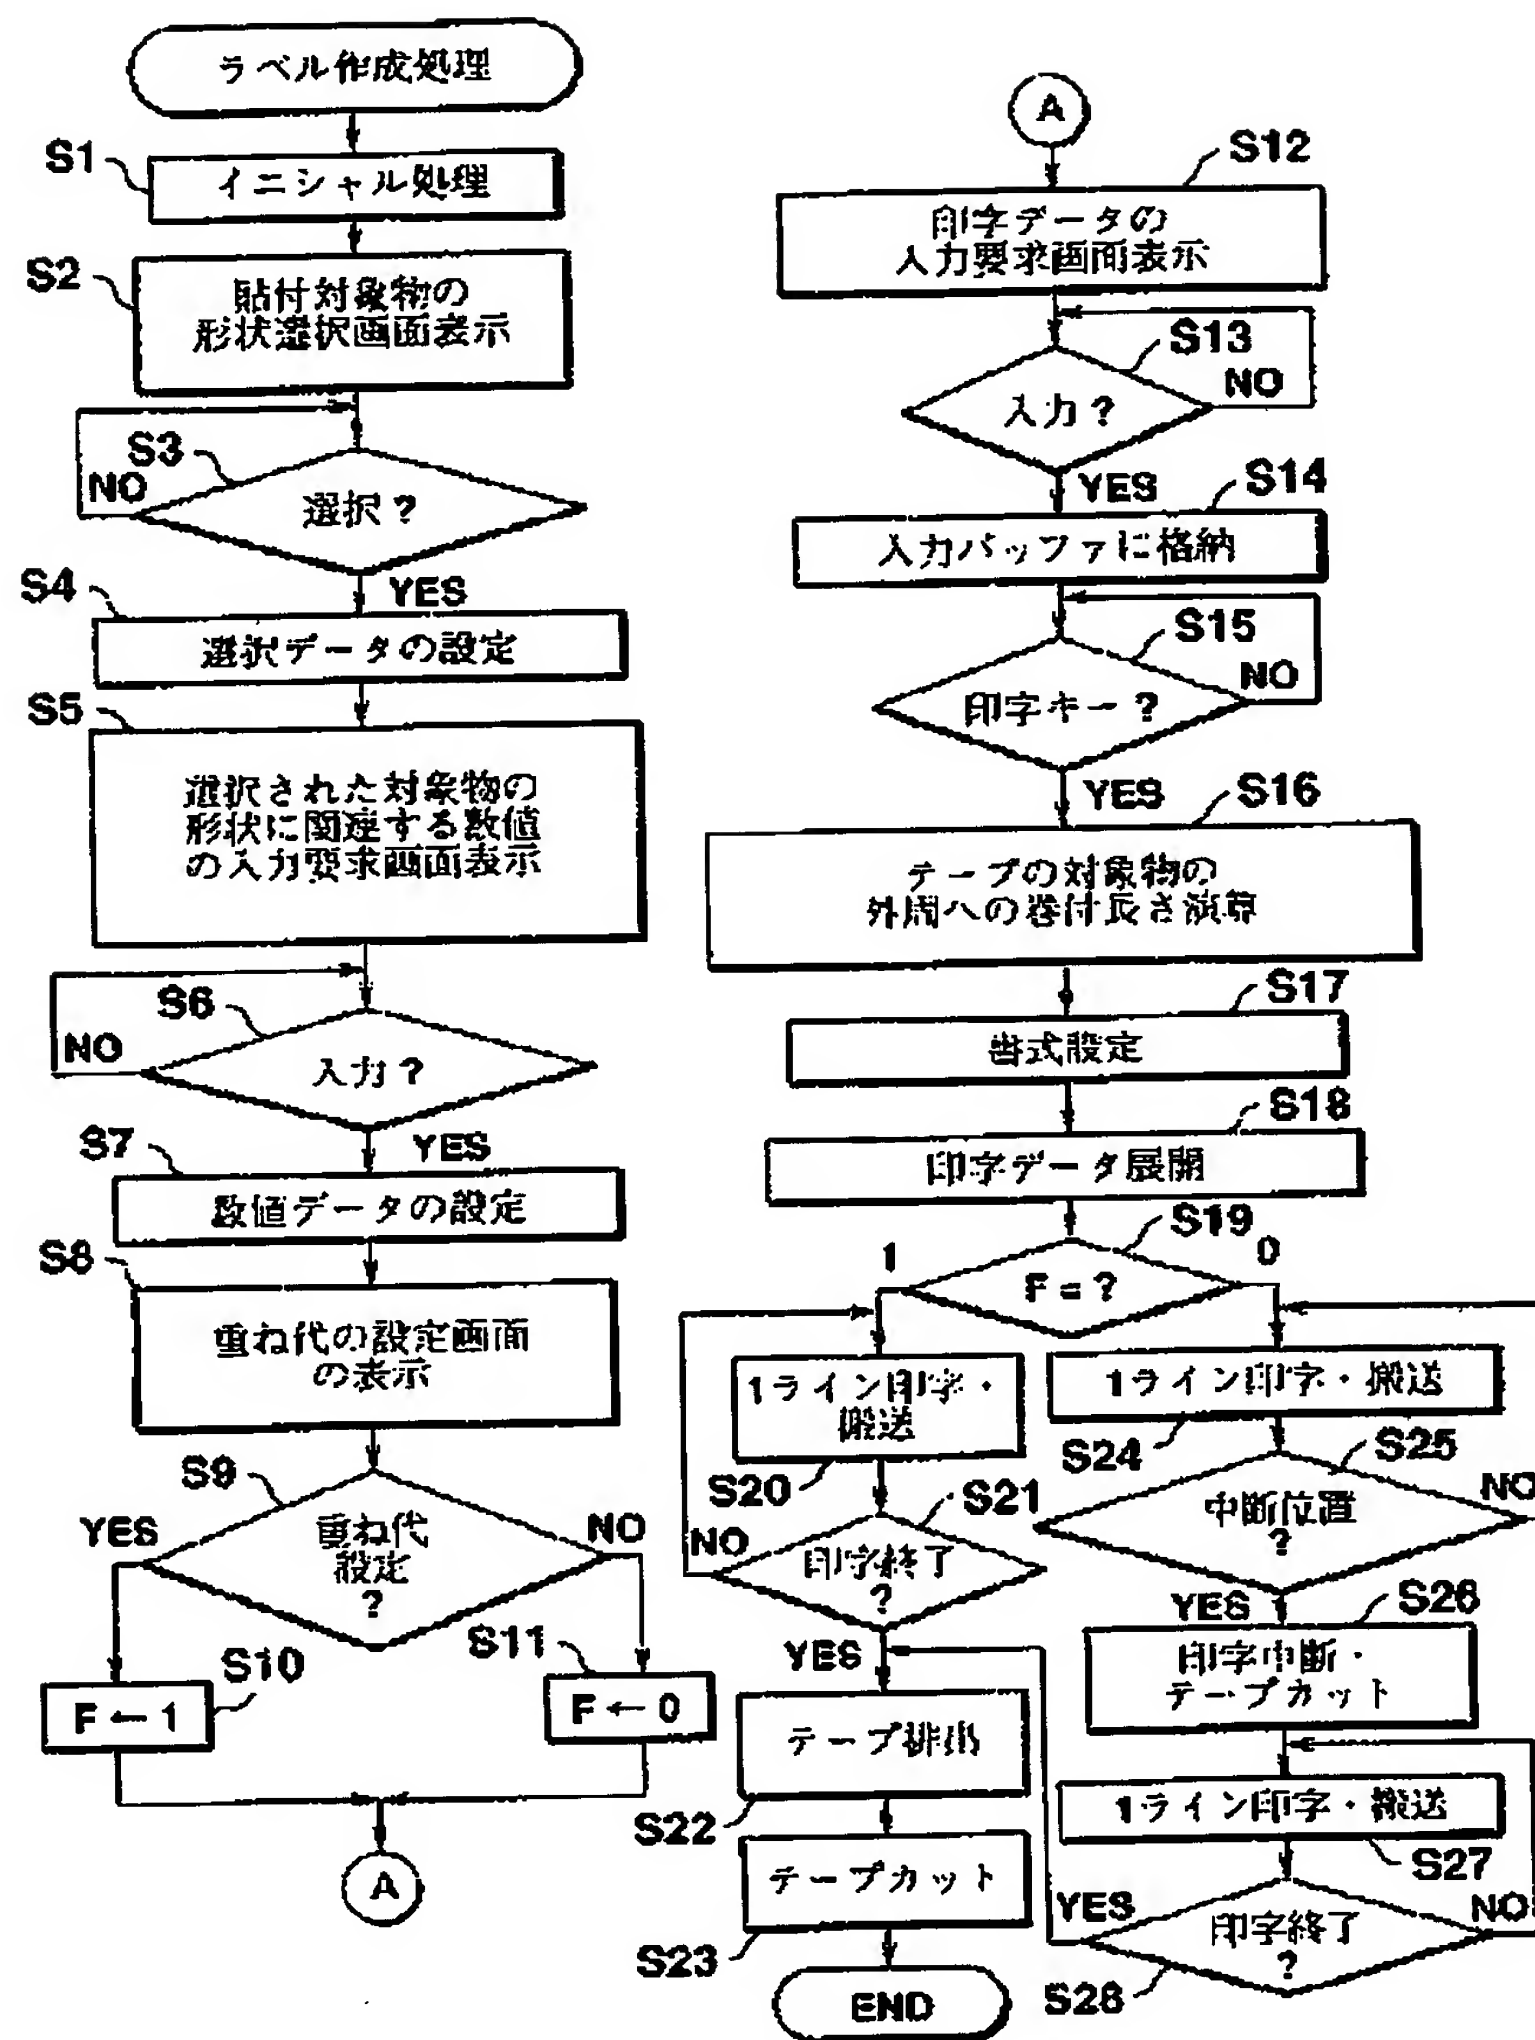 ラベル作成処理
S1
イニシャル処理
S2
貼付対象物の
形状選択画面表示
S3
NO
選択?
YES
S4
選択データの設定
S5
選択された対象物の
形状に関連する数値
の入力要求画面表示
S6
NO
入力?
YES
S7
数値データの設定
S8
重ね代の設定画面
の表示
S9
YES
重ね代
設定
?
NO
S10
F←1
S11
F←0
A
A
S12
印字データの
入力要求画面表示
S13
NO
入力?
YES
S14
入力バッファに格納
S15
NO
印字キー?
YES
S16
テープの対象物の
外周への巻付長さ演算
S17
書式設定
S18
印字データ展開
S19
1
F=?
0
1ライン印字・
搬送
S20
S21
NO
印字終了
?
YES
テープ排出
S22
テープカット
S23
END
1ライン印字・搬送
S24
S25
中断位置
?
NO
YES
S26
印字中断・
テープカット
1ライン印字・搬送
S27
YES
印字終了
?
NO
S28